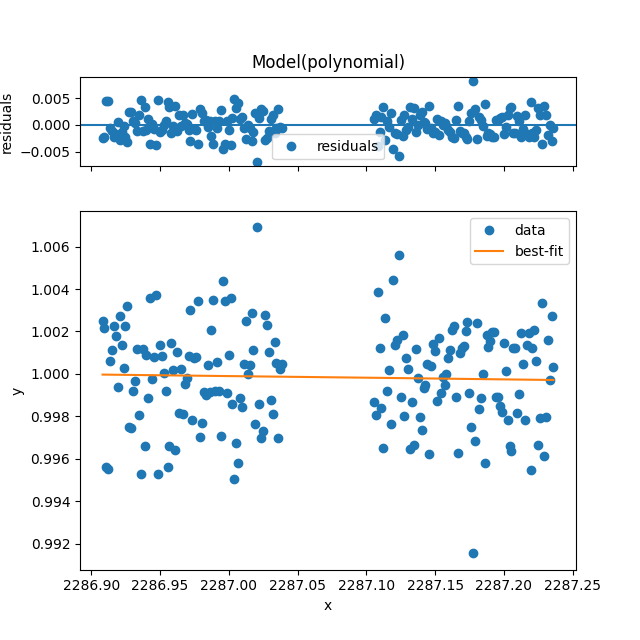 Model(polynomial)
residuals
0.005
0.000
−0.005
residuals
data
best-fit
y
1.006
1.004
1.002
1.000
0.998
0.996
0.994
0.992
2286.90 2286.95 2287.00 2287.05 2287.10 2287.15 2287.20 2287.25
x